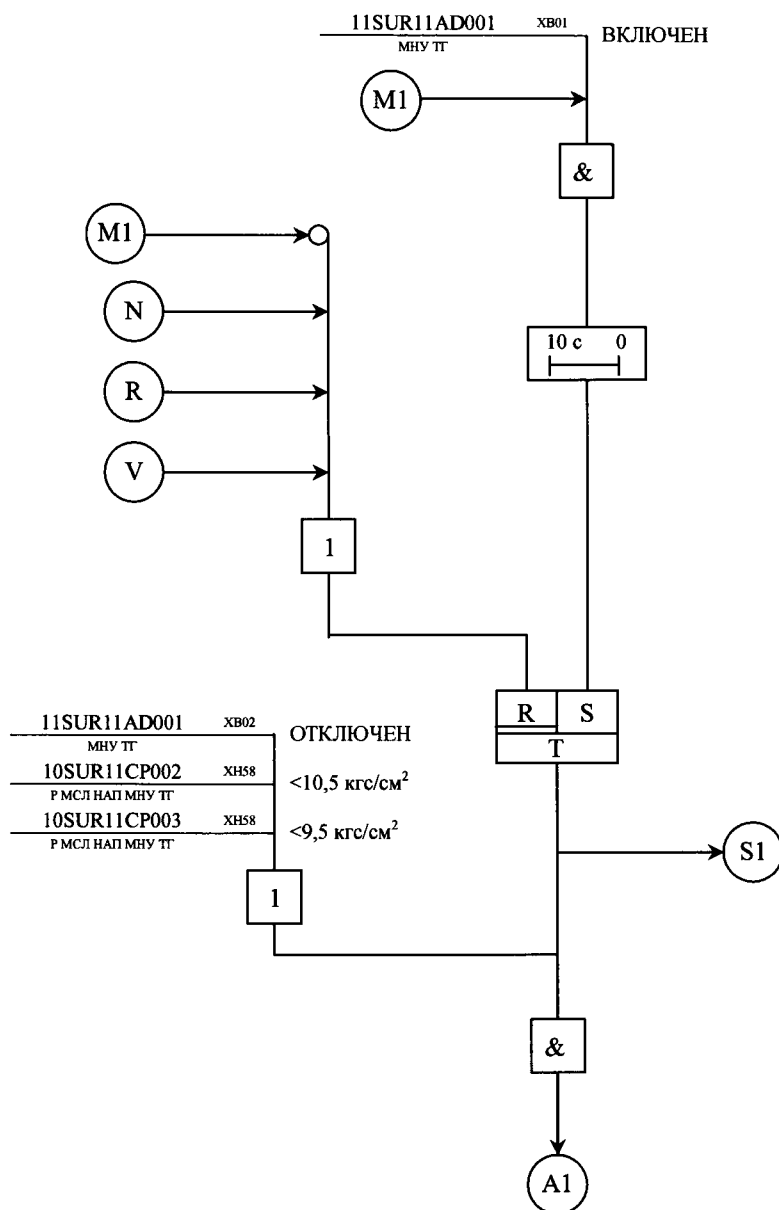 11SUR11AD001 XB01 ВКЛЮЧЕН
МНУ ТГ
M1
&
M1
N
10 с 0
R
V
1
R S
T
11SUR11AD001 XB02 ОТКЛЮЧЕН
МНУ ТГ
10SUR11CP002 XH58 <10,5 кгс/см²
Р МСЛ НАП МНУ ТГ
10SUR11CP003 XH58 <9,5 кгс/см²
Р МСЛ НАП МНУ ТГ
S1
1
&
A1